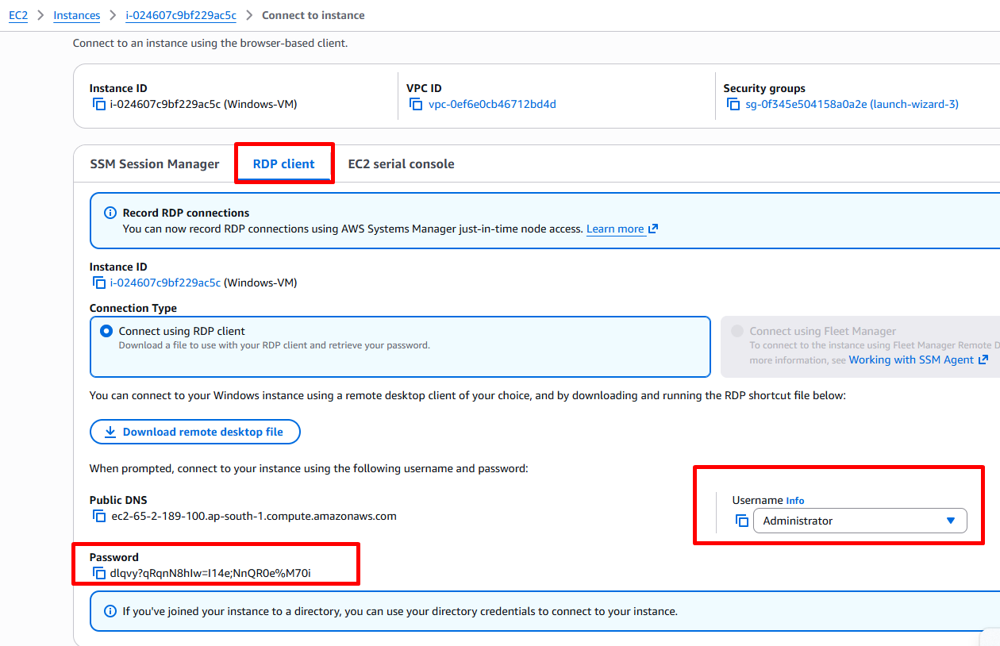 EC2 > Instances > i-024607c9bf229ac5c > Connect to instance
Connect to an instance using the browser-based client.
Instance ID
i-024607c9bf229ac5c (Windows-VM)
VPC ID
vpc-0ef6e0cb46712bd4d
Security groups
sg-0f345e504158a0a2e (launch-wizard-3)
SSM Session Manager
RDP client
EC2 serial console
Record RDP connections
You can now record RDP connections using AWS Systems Manager just-in-time node access. Learn more
Instance ID
i-024607c9bf229ac5c (Windows-VM)
Connection Type
Connect using RDP client
Download a file to use with your RDP client and retrieve your password.
Connect using Fleet Manager
To connect to the instance using Fleet Manager Remote D
more information, see Working with SSM Agent
You can connect to your Windows instance using a remote desktop client of your choice, and by downloading and running the RDP shortcut file below:
Download remote desktop file
When prompted, connect to your instance using the following username and password:
Public DNS
ec2-65-2-189-100.ap-south-1.compute.amazonaws.com
Username Info
Administrator
Password
dlqvy?qRqnN8hIw=I14e;NnQR0e%M70i
If you've joined your instance to a directory, you can use your directory credentials to connect to your instance.